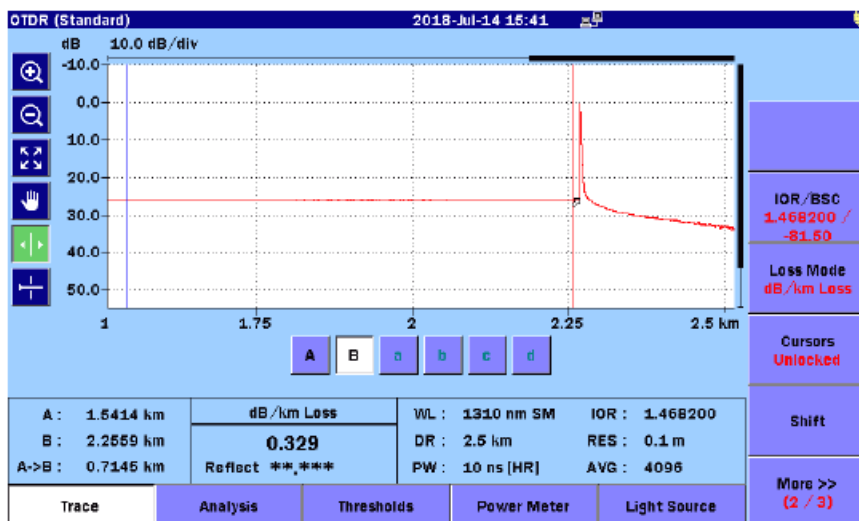 OTDR (Standard) 2018-Jul-14 15:41
dB 10.0 dB/div
-10.0
0.0
10.0
20.0
30.0
40.0
50.0
1 1.75 2 2.25 2.5 km
A B a b c d
IOR/BSC
1.468200 /
-81.50
Loss Mode
dB/km Loss
Cursors
Unlocked
Shift
More >>
(2 / 3)
A : 1.5414 km
B : 2.2559 km
A->B : 0.7145 km
dB/km Loss
0.329
Reflect **.***
WL : 1310 nm SM IOR : 1.468200
DR : 2.5 km RES : 0.1 m
PW : 10 ns [HR] AVG : 4096
Trace Analysis Thresholds Power Meter Light Source